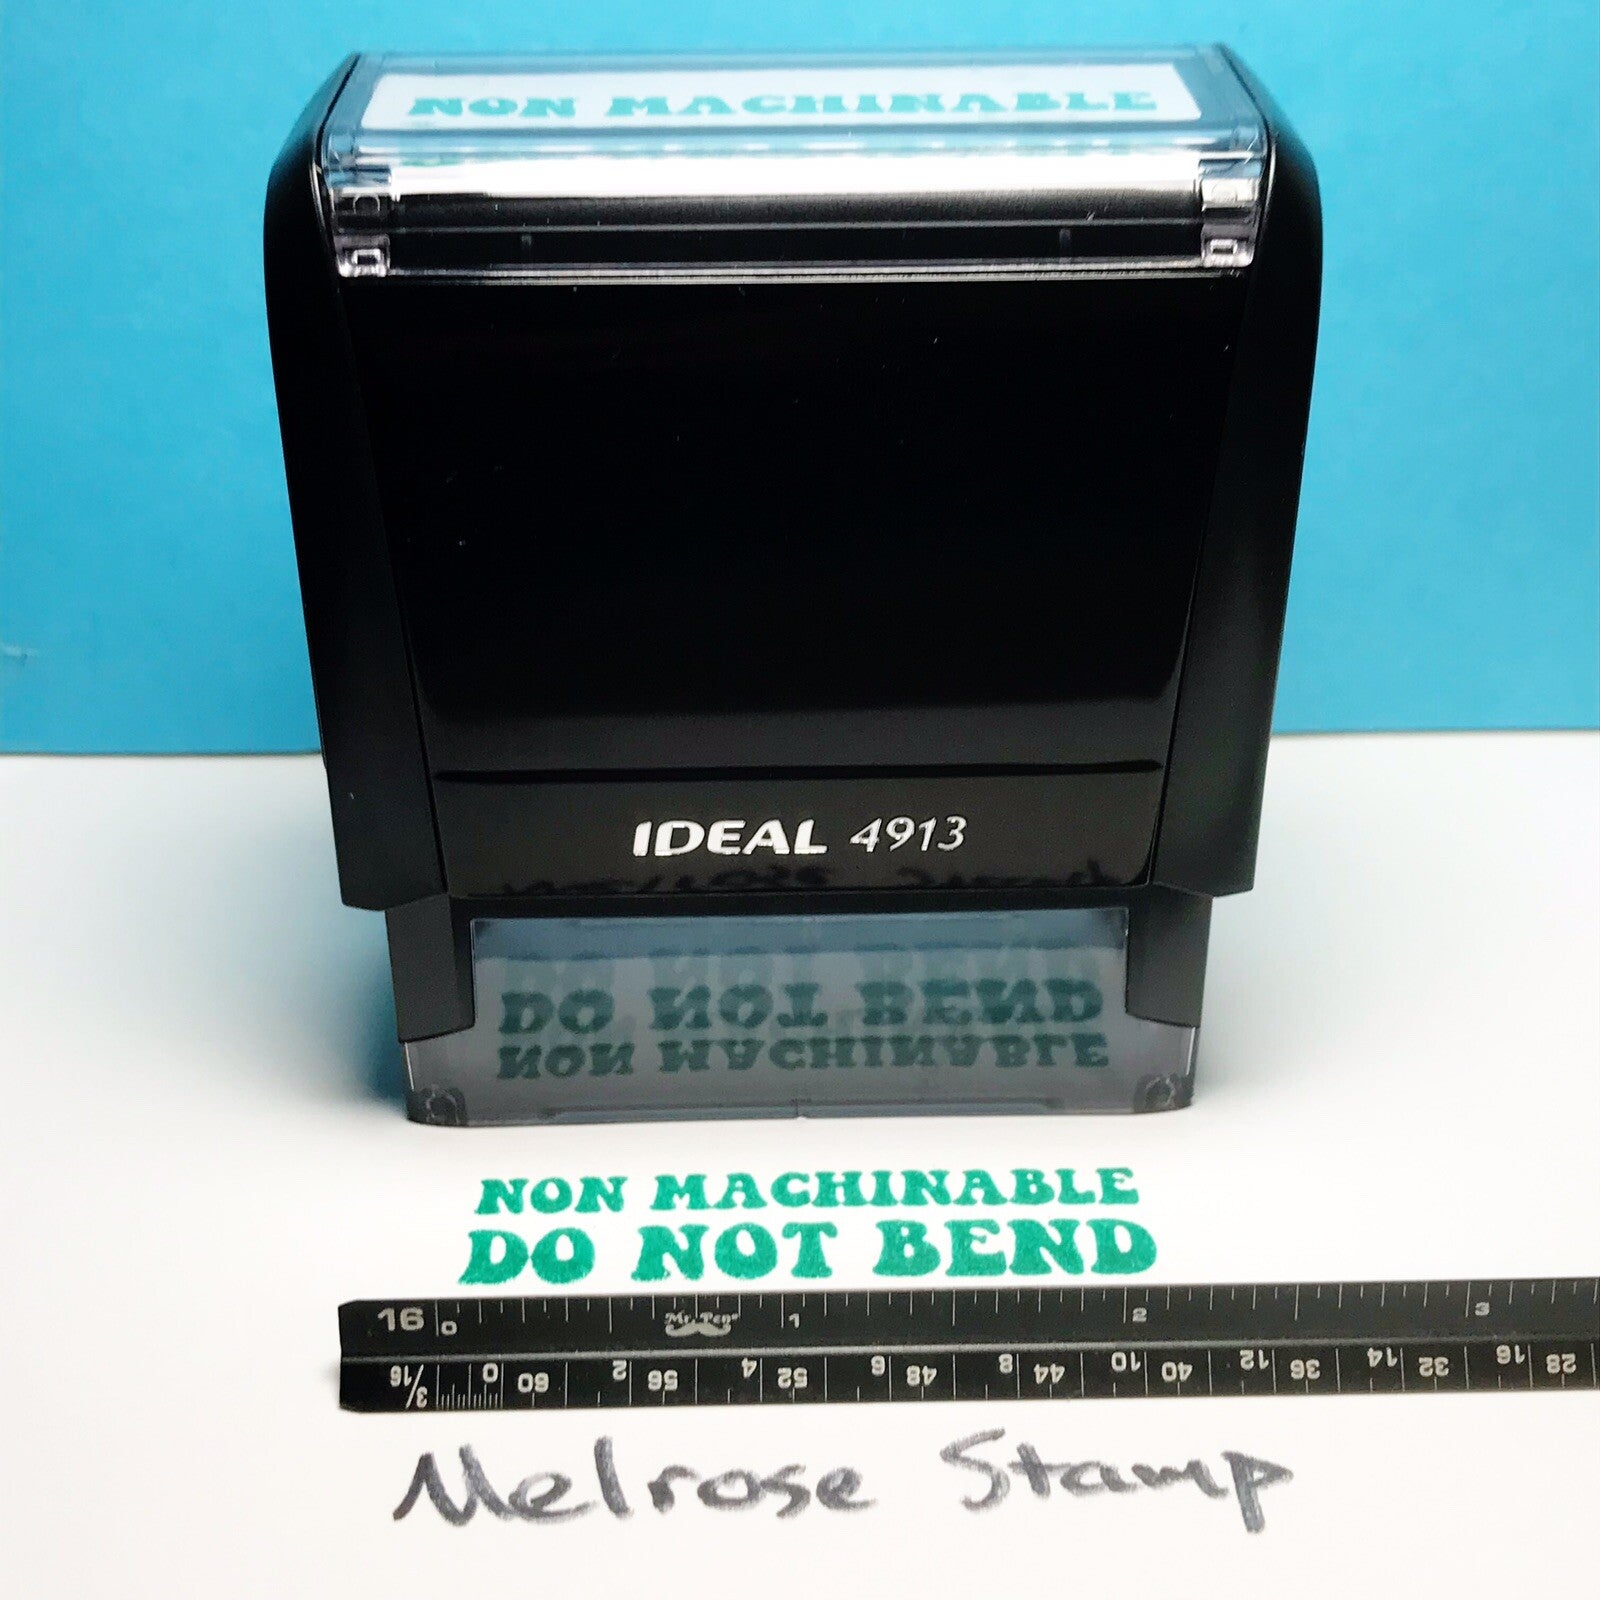 NON MACHINABLE
IDEAL 4913
DO NOT BEND
NON MACHINABLE
NON MACHINABLE
DO NOT BEND
16 0 Mr. Pen 1 2 3
3/16 0 60 2 56 4 52 6 48 8 44 10 40 12 36 14 32 16 28
Melrose Stamp